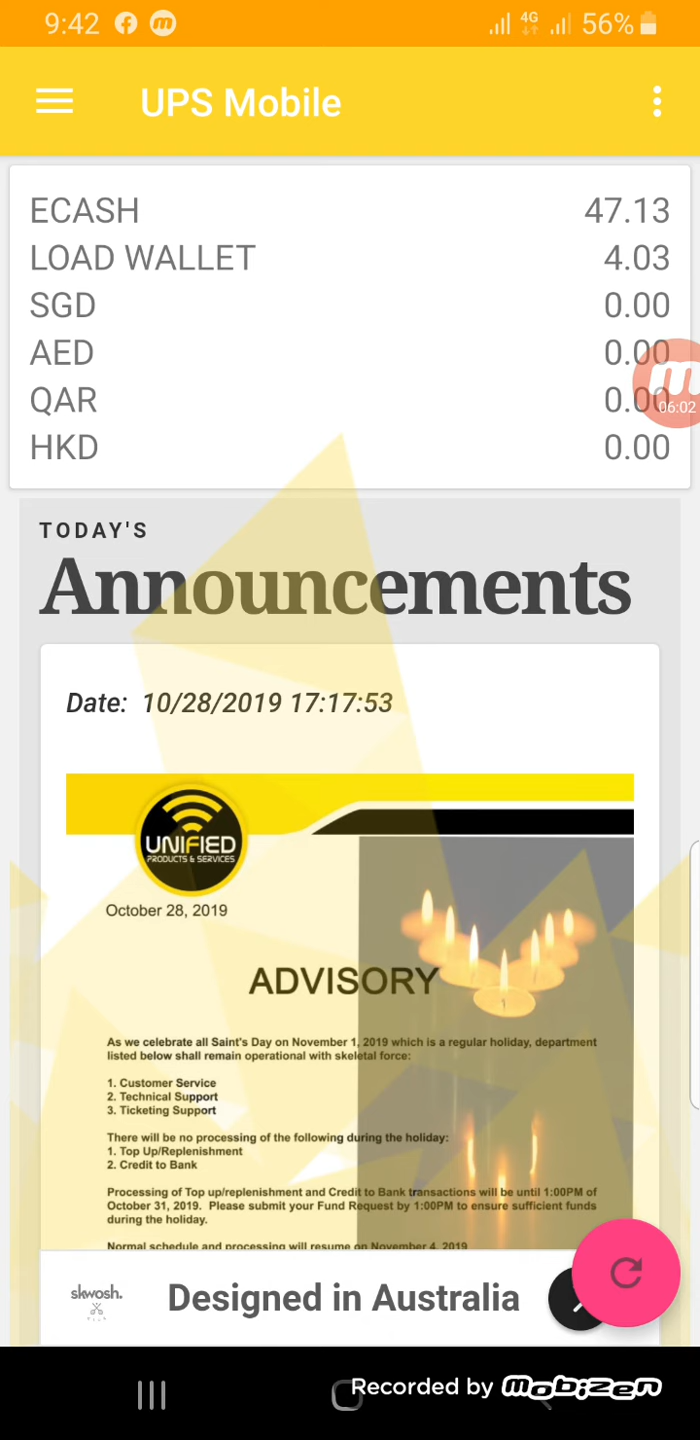 9:42 4G 56%
UPS Mobile
ECASH 47.13
LOAD WALLET 4.03
SGD 0.00
AED 0.00
QAR 0.00
HKD 0.00
m
06:02
TODAY'S
Announcements
Date: 10/28/2019 17:17:53
UNIFIED
PRODUCTS & SERVICES
October 28, 2019
ADVISORY
As we celebrate all Saint's Day on November 1, 2019 which is a regular holiday, department
listed below shall remain operational with skeletal force:
1. Customer Service
2. Technical Support
3. Ticketing Support
There will be no processing of the following during the holiday:
1. Top Up/Replenishment
2. Credit to Bank
Processing of Top up/replenishment and Credit to Bank transactions will be until 1:00PM of
October 31, 2019. Please submit your Fund Request by 1:00PM to ensure sufficient funds
during the holiday.
Normal schedule and processing will resume on November 4, 2019
skwosh.
Designed in Australia
Recorded by mobizen